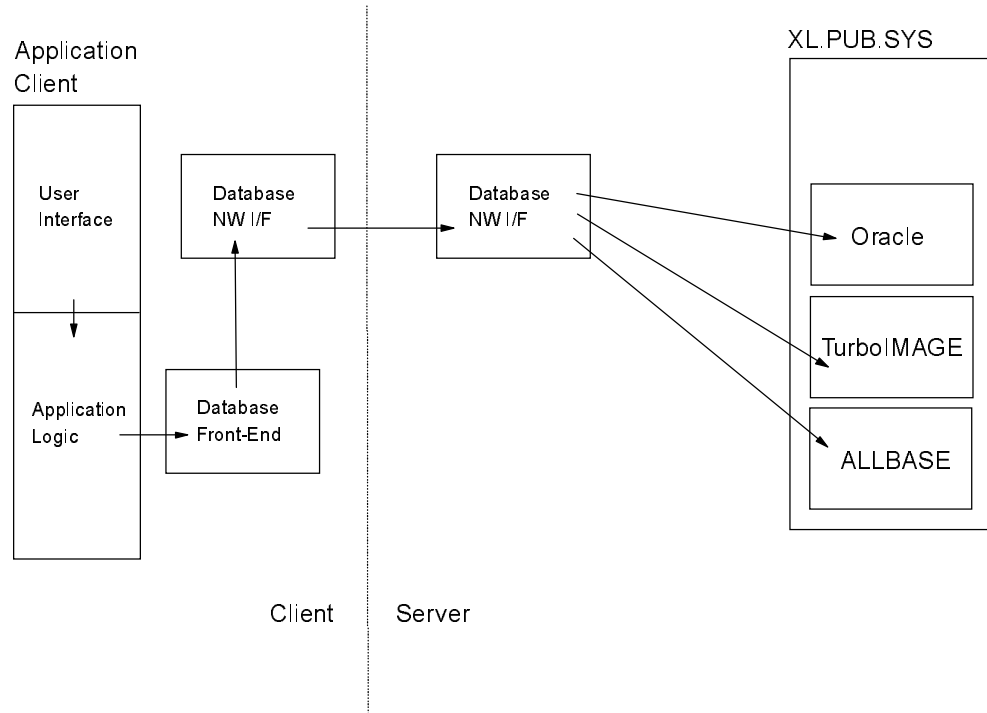 Application
Client
User
Interface
Application
Logic
Database
NW I/F
Database
Front-End
Client
Server
Database
NW I/F
XL.PUB.SYS
Oracle
TurboIMAGE
ALLBASE